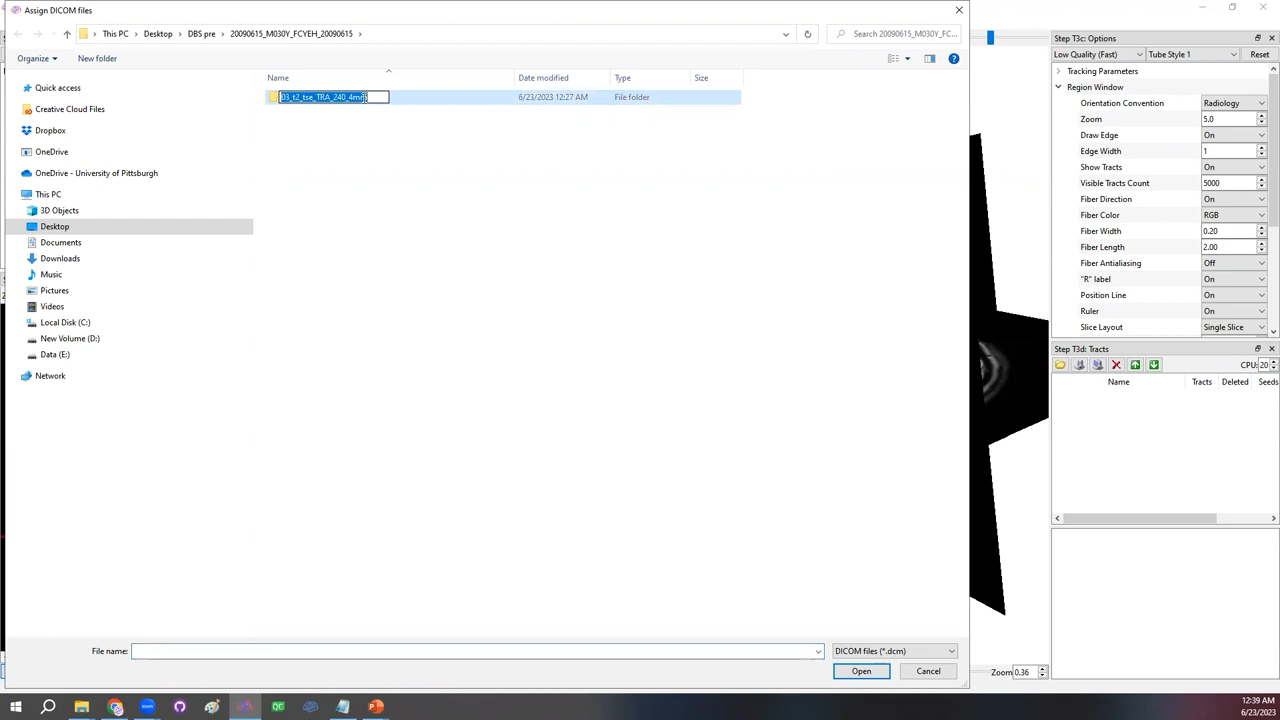 Assign DICOM files
This PC > Desktop > DBS pre > 20090615_M030Y_FCYEH_20090615 >
Search 20090615_M030Y_FC...
Organize
New folder
Name
Date modified
Type
Size
03_t2_tse_TRA_240_4mm
6/23/2023 12:27 AM
File folder
Quick access
Creative Cloud Files
Dropbox
OneDrive
OneDrive - University of Pittsburgh
This PC
3D Objects
Desktop
Documents
Downloads
Music
Pictures
Videos
Local Disk (C:)
New Volume (D:)
Data (E:)
Network
File name:
DICOM files (*.dcm)
Open
Cancel
Step T3c: Options
Low Quality (Fast)
Tube Style 1
Reset
Tracking Parameters
Region Window
Orientation Convention Radiology
Zoom 5.0
Draw Edge On
Edge Width 1
Show Tracts On
Visible Tracts Count 5000
Fiber Direction On
Fiber Color RGB
Fiber Width 0.20
Fiber Length 2.00
Fiber Antialiasing Off
"R" label On
Position Line On
Ruler On
Slice Layout Single Slice
Step T3d: Tracts
CPU: 20
Name Tracts Deleted Seeds
Zoom 0.36
12:39 AM
6/23/2023